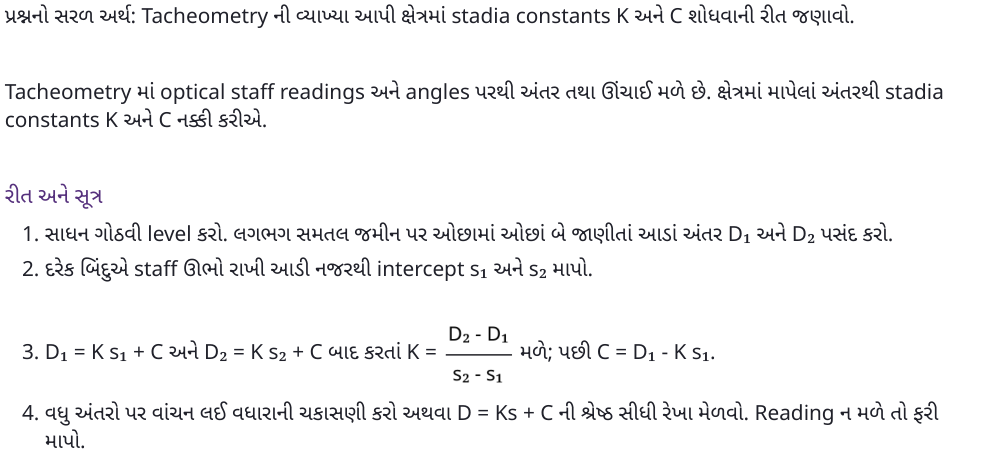 પ્રશ્નનો સરળ અર્થ: Tacheometry ની વ્યાખ્યા આપી ક્ષેત્રમાં stadia constants K અને C શોધવાની રીત જણાવો.
Tacheometry માં optical staff readings અને angles પરથી અંતર તથા ઊંચાઈ મળે છે. ક્ષેત્રમાં માપેલાં અંતરથી stadia
constants K અને C નક્કી કરીએ.
રીત અને સૂત્ર
1. સાધન ગોઠવી level કરો. લગભગ સમતલ જમીન પર ઓછામાં ઓછાં બે જાણીતાં આડાં અંતર D₁ અને D₂ પસંદ કરો.
2. દરેક બિંદુએ staff ઊભો રાખી આડી નજરથી intercept s₁ અને s₂ માપો.
3. D₁ = K s₁ + C અને D₂ = K s₂ + C બાદ કરતાં K = (D₂ - D₁)/(s₂ - s₁) મળે; પછી C = D₁ - K s₁.
4. વધુ અંતરો પર વાંચન લઈ વધારાની ચકાસણી કરો અથવા D = Ks + C ની શ્રેષ્ઠ સીધી રેખા મેળવો. Reading ન મળે તો ફરી
માપો.